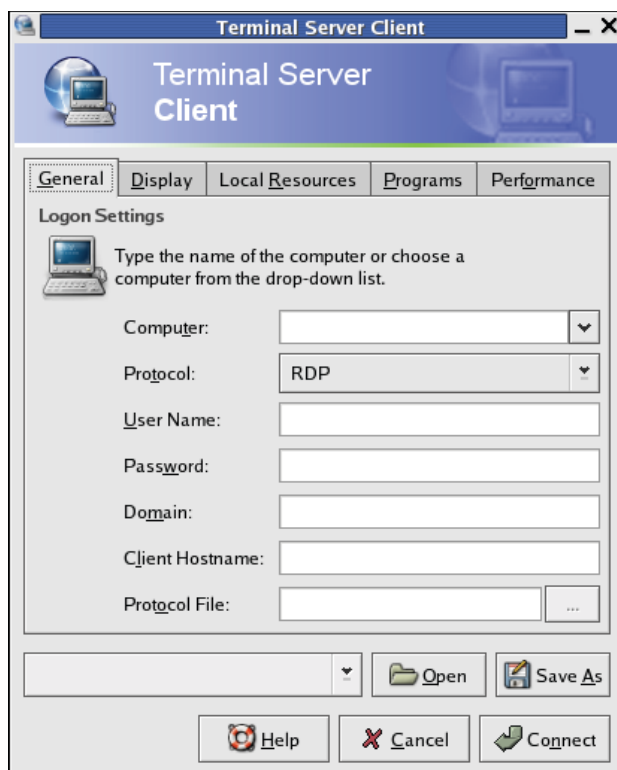 Terminal Server Client
Terminal Server
Client
General Display Local Resources Programs Performance
Logon Settings
Type the name of the computer or choose a
computer from the drop-down list.
Computer:
Protocol: RDP
User Name:
Password:
Domain:
Client Hostname:
Protocol File: ...
Open Save As
Help Cancel Connect